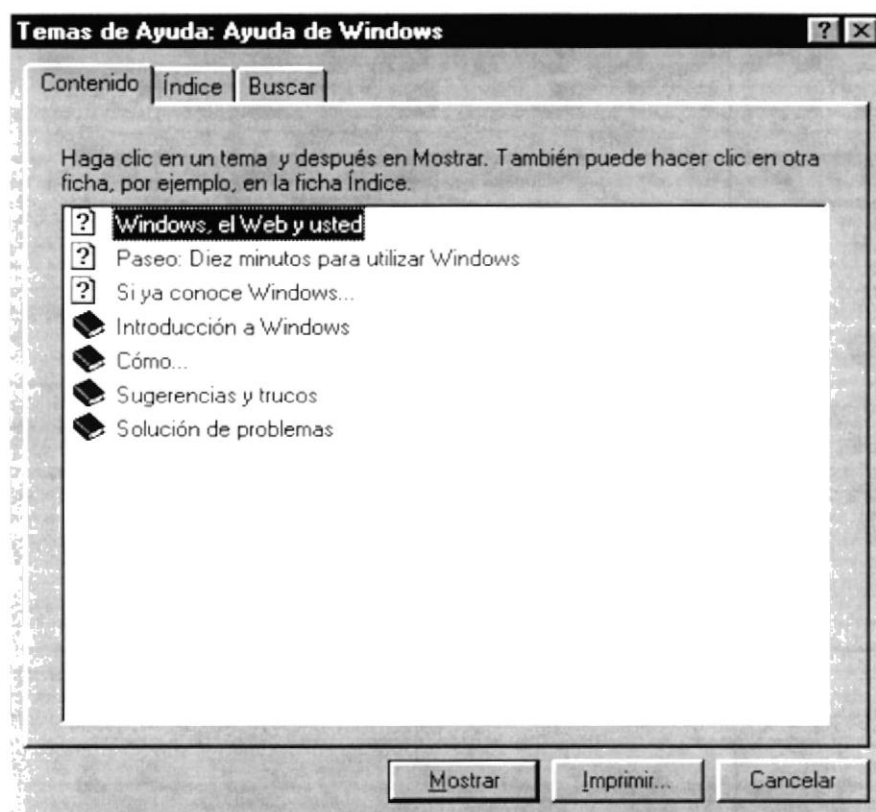 Temas de Ayuda: Ayuda de Windows
Contenido
Índice
Buscar
Haga clic en un tema y después en Mostrar. También puede hacer clic en otra
ficha, por ejemplo, en la ficha Índice.
Windows, el Web y usted
Paseo: Diez minutos para utilizar Windows
Si ya conoce Windows...
Introducción a Windows
Cómo...
Sugerencias y trucos
Solución de problemas
Mostrar
Imprimir...
Cancelar